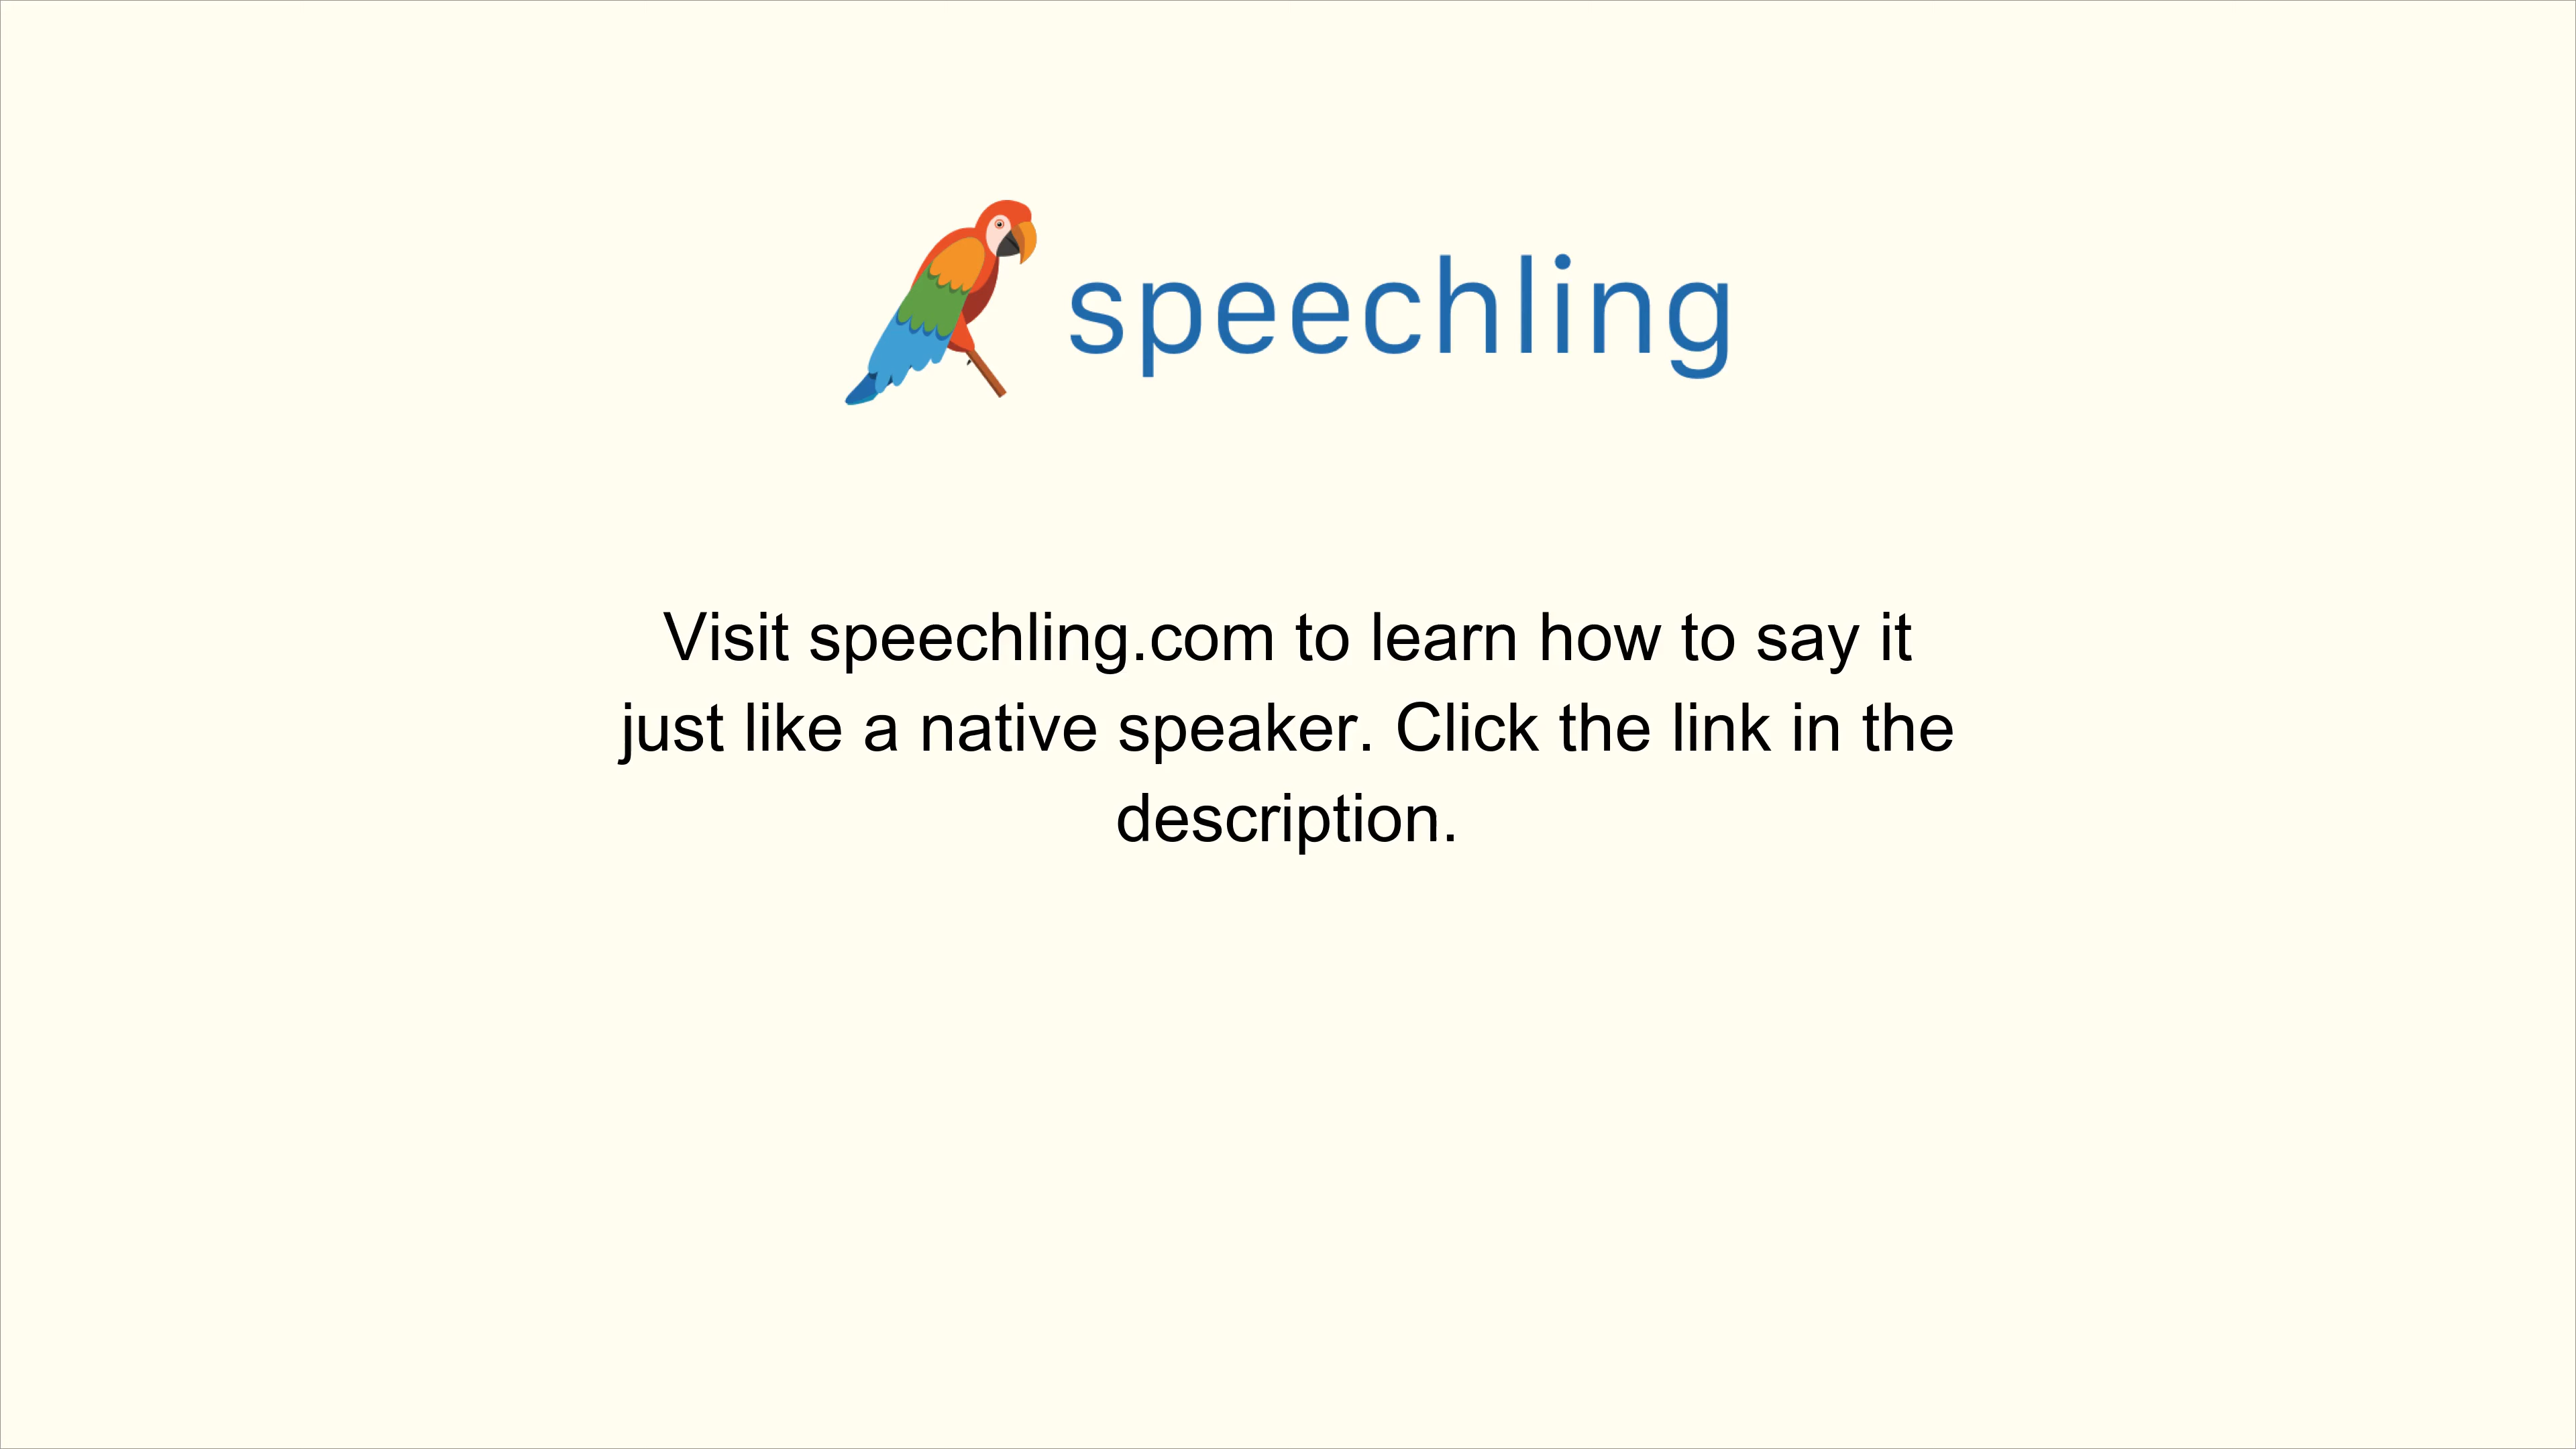 speechling
Visit speechling.com to learn how to say it
just like a native speaker. Click the link in the
description.